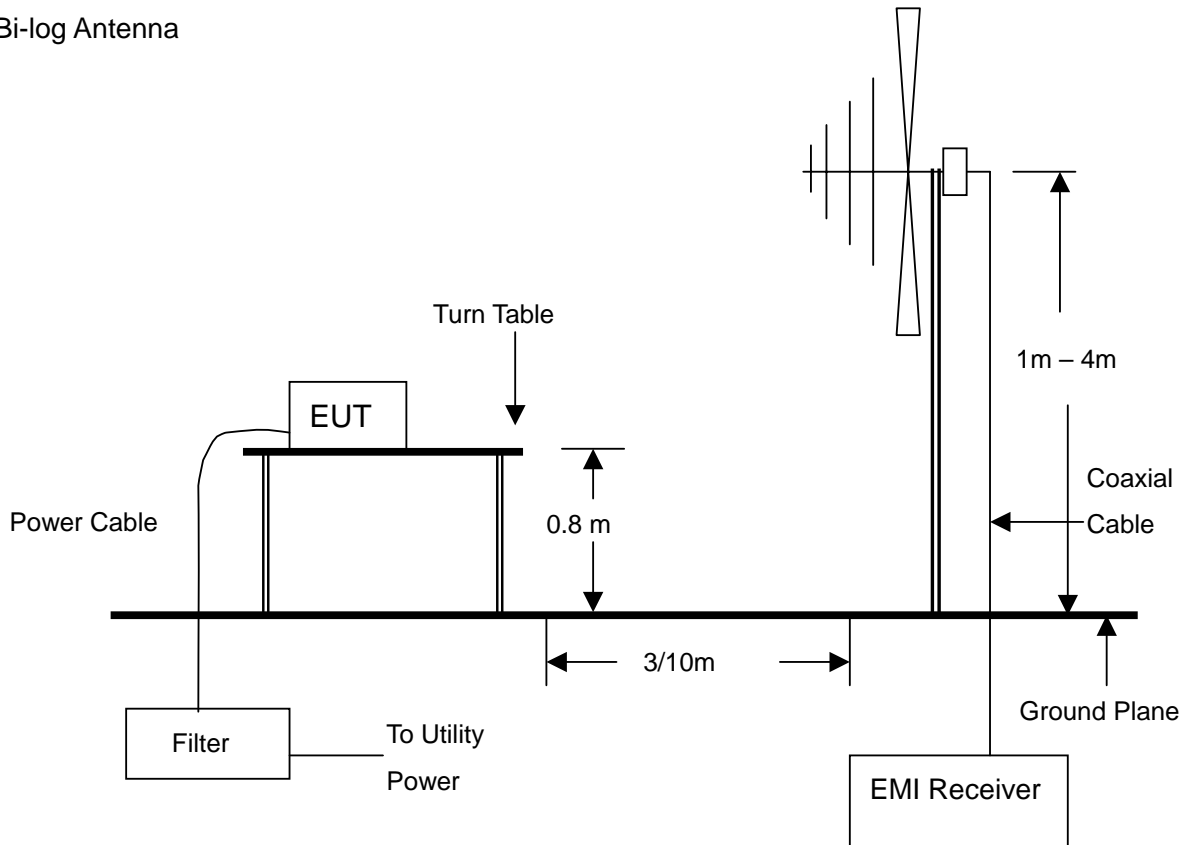 Bi-log Antenna
Turn Table
1m – 4m
EUT
Coaxial
Cable
Power Cable
0.8 m
3/10m
Ground Plane
Filter
To Utility
Power
EMI Receiver